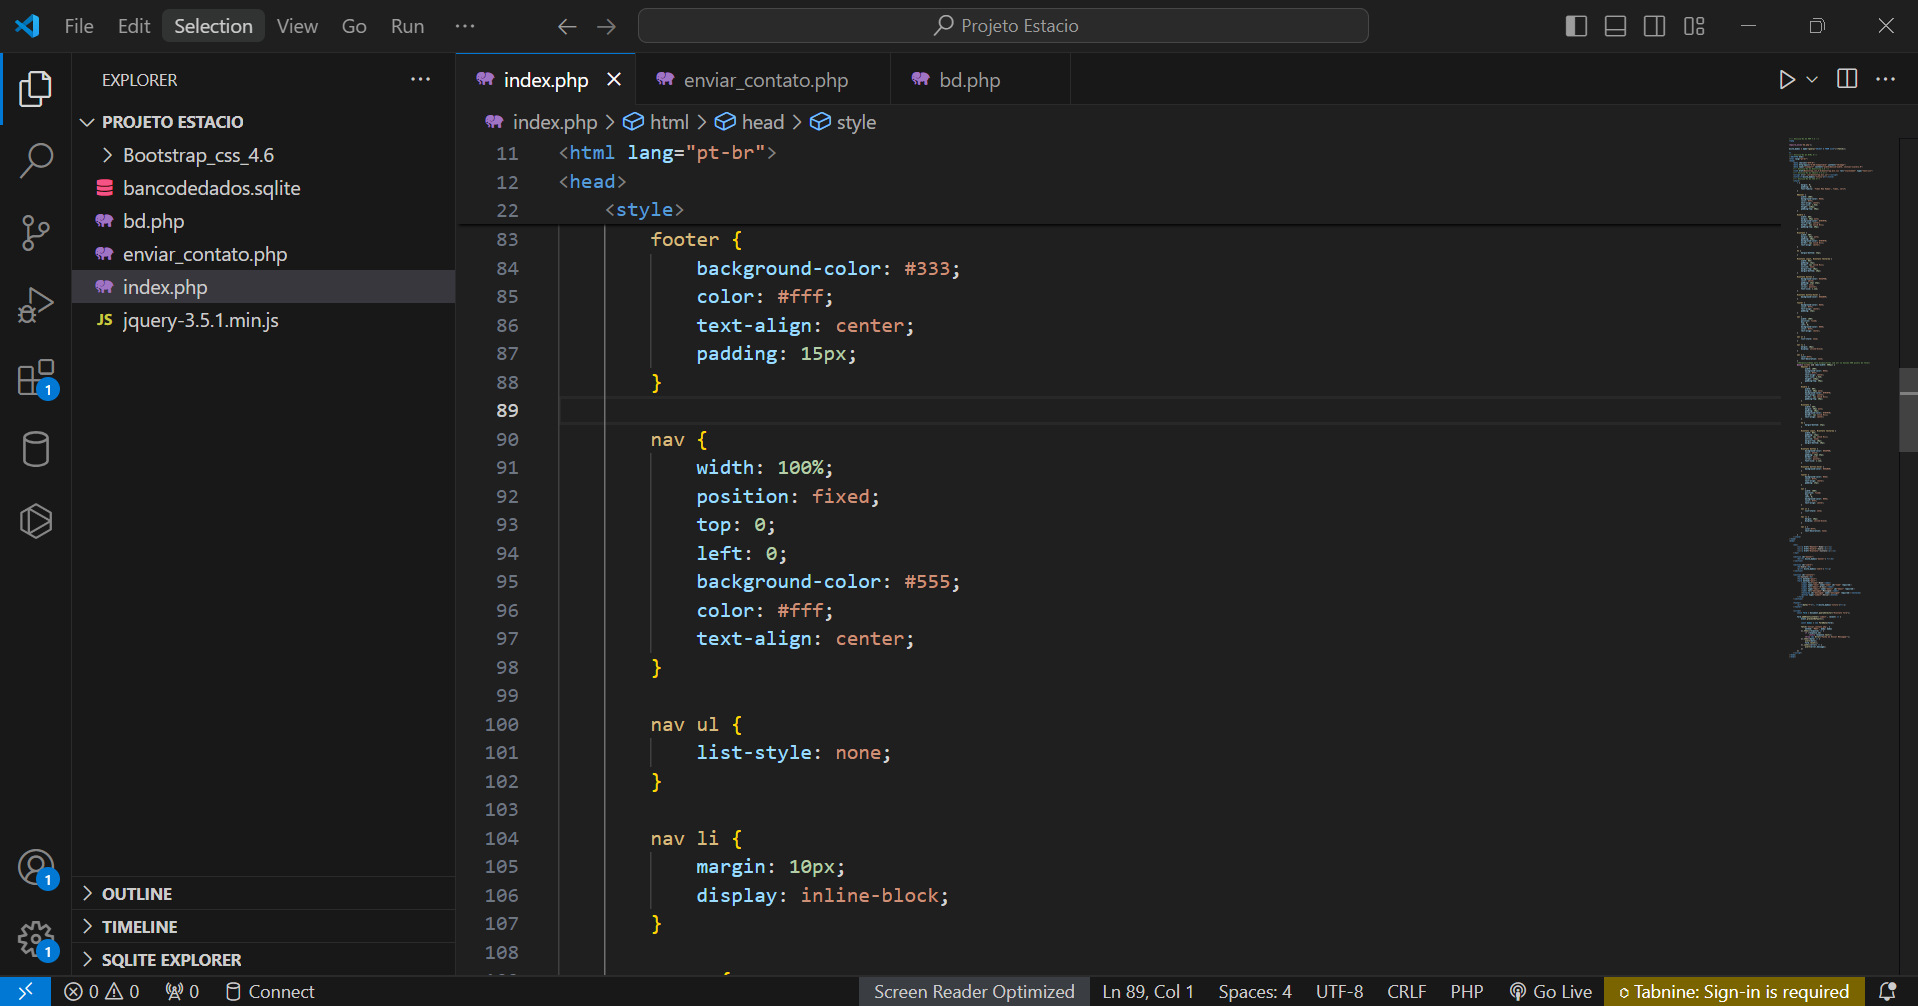 File Edit Selection View Go Run ··· Projeto Estacio
EXPLORER
PROJETO ESTACIO
Bootstrap_css_4.6
bancodedados.sqlite
bd.php
enviar_contato.php
index.php
JS jquery-3.5.1.min.js
OUTLINE
TIMELINE
SQLITE EXPLORER
1
1
1
index.php enviar_contato.php bd.php
index.php > html > head > style
11 <html lang="pt-br">
12 <head>
22 <style>
83 footer {
84 background-color: #333;
85 color: #fff;
86 text-align: center;
87 padding: 15px;
88 }
89
90 nav {
91 width: 100%;
92 position: fixed;
93 top: 0;
94 left: 0;
95 background-color: #555;
96 color: #fff;
97 text-align: center;
98 }
99
100 nav ul {
101 list-style: none;
102 }
103
104 nav li {
105 margin: 10px;
106 display: inline-block;
107 }
108
0 0 0 Connect Screen Reader Optimized Ln 89, Col 1 Spaces: 4 UTF-8 CRLF PHP Go Live Tabnine: Sign-in is required